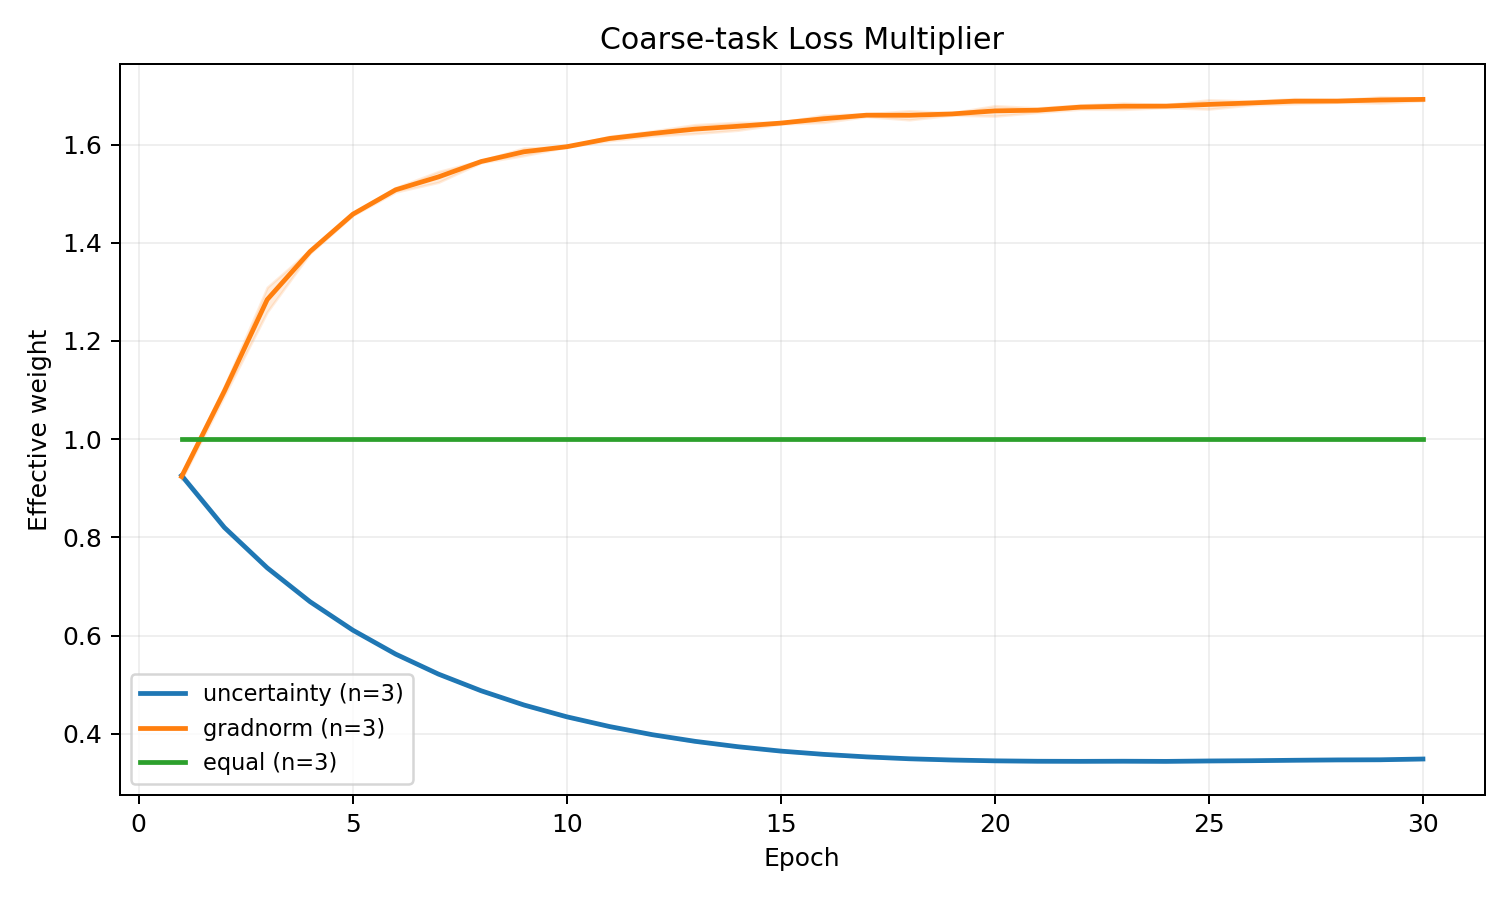 Coarse-task Loss Multiplier
Effective weight
1.6
1.4
1.2
1.0
0.8
0.6
0.4
uncertainty (n=3)
gradnorm (n=3)
equal (n=3)
0 5 10 15 20 25 30
Epoch